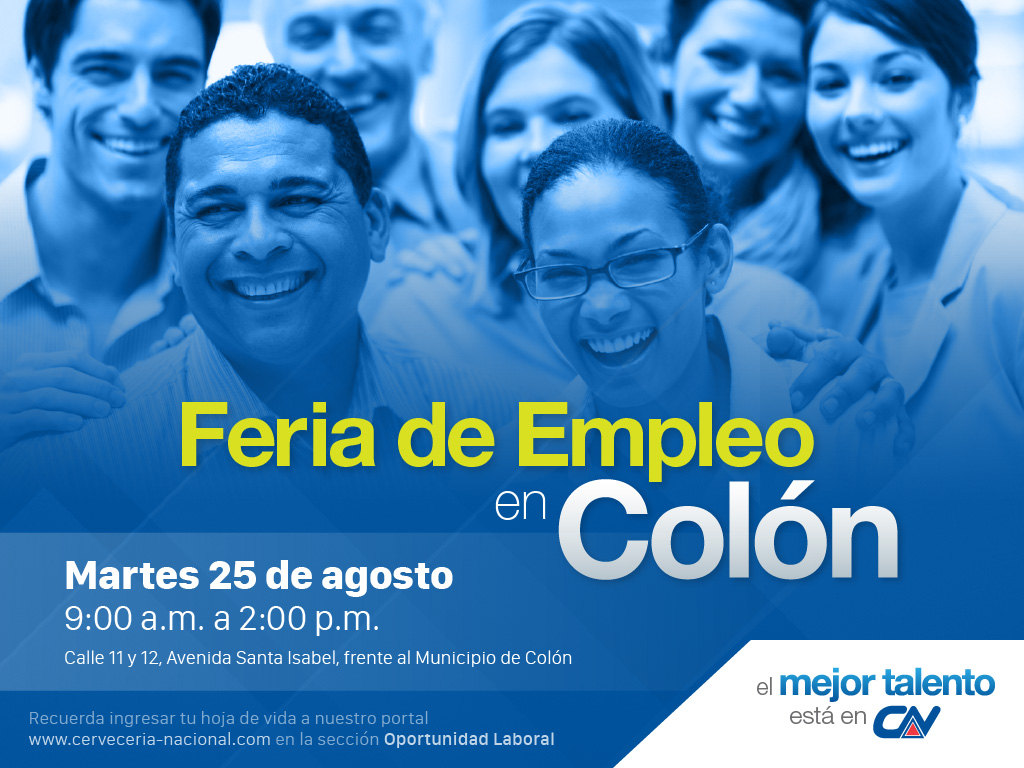 Feria de Empleo
en Colón
Martes 25 de agosto
9:00 a.m. a 2:00 p.m.
Calle 11 y 12, Avenida Santa Isabel, frente al Municipio de Colón
Recuerda ingresar tu hoja de vida a nuestro portal
www.cerveceria-nacional.com en la sección Oportunidad Laboral
el mejor talento
está en CN